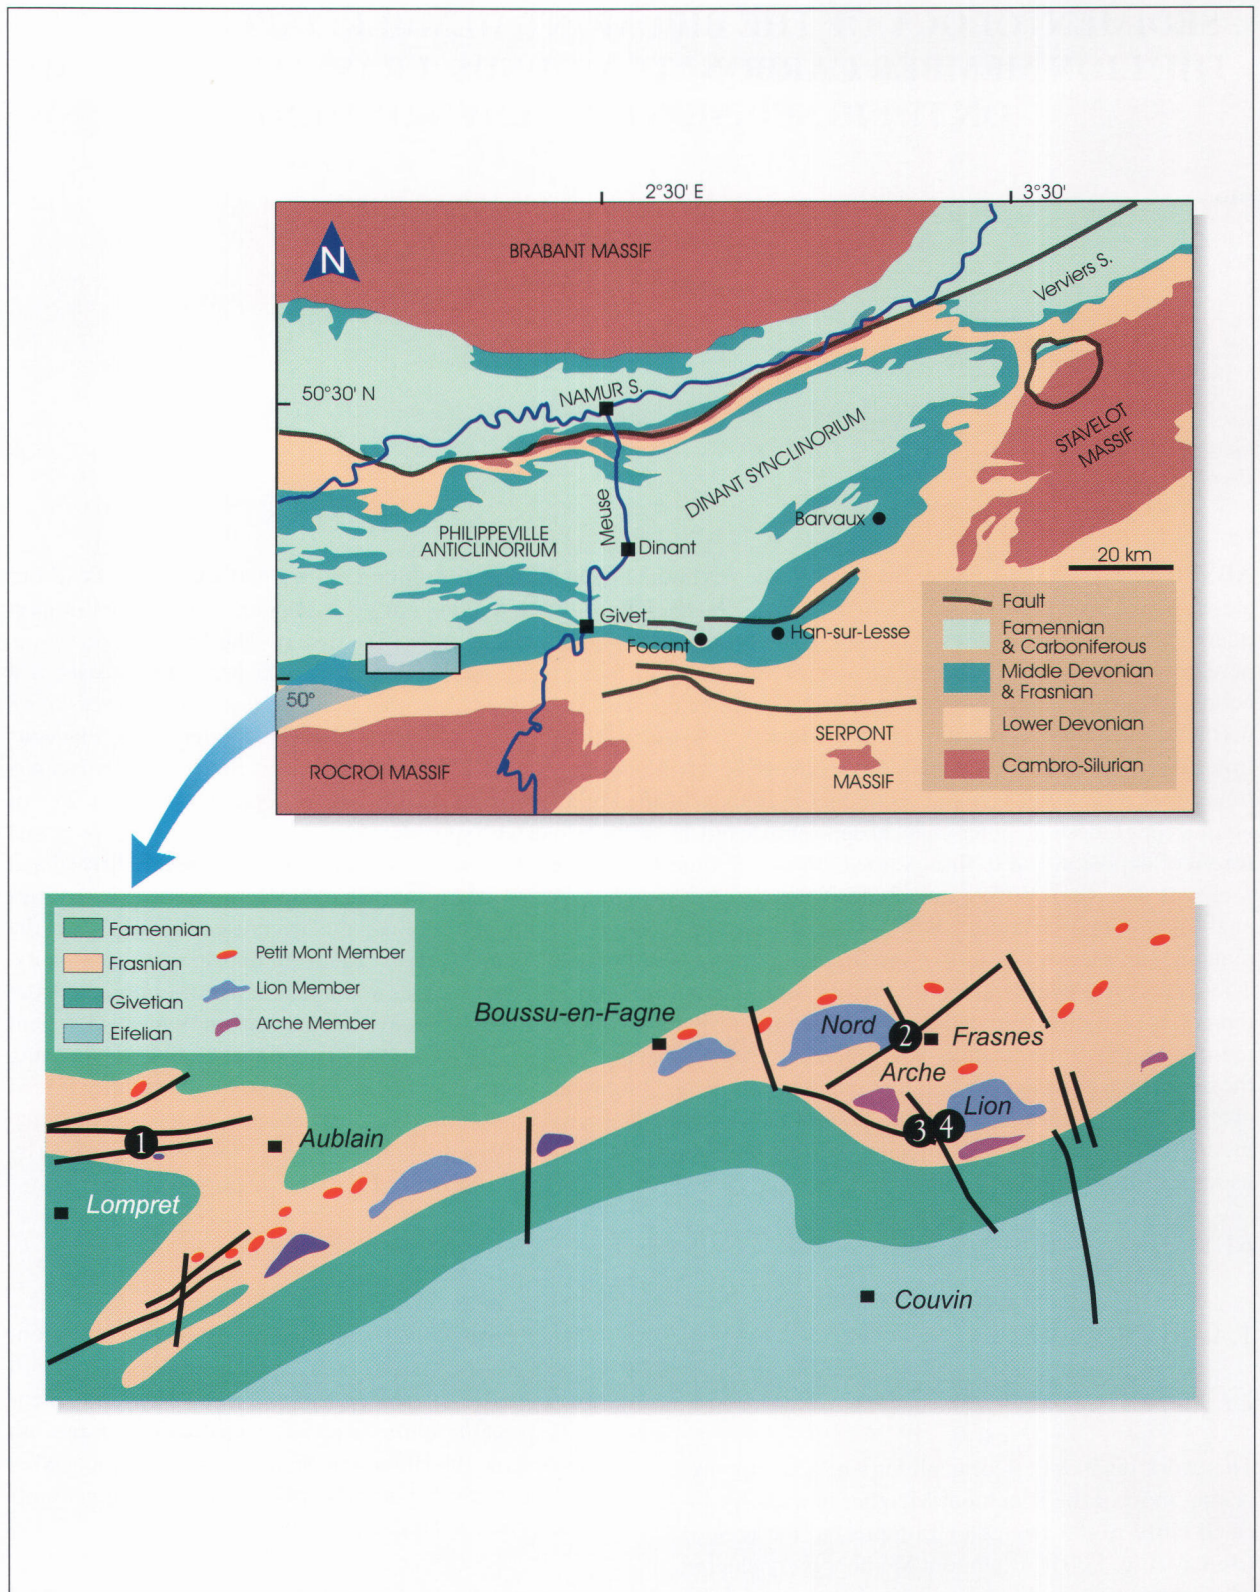 2°30' E
3°30'
N
BRABANT MASSIF
Verviers S.
50°30' N
NAMUR S.
STAVELOT
MASSIF
DINANT SYNCLINORIUM
Meuse
Barvaux
PHILIPPEVILLE
ANTICLINORIUM
Dinant
20 km
Givet
Focant
Han-sur-Lesse
50°
SERPONT
MASSIF
ROCROI MASSIF
Fault
Famennian
& Carboniferous
Middle Devonian
& Frasnian
Lower Devonian
Cambro-Silurian
Famennian
Frasnian
Givetian
Eifelian
Petit Mont Member
Lion Member
Arche Member
Boussu-en-Fagne
Nord
2
Frasnes
Arche
Lion
3
4
1
Aublain
Lompret
Couvin